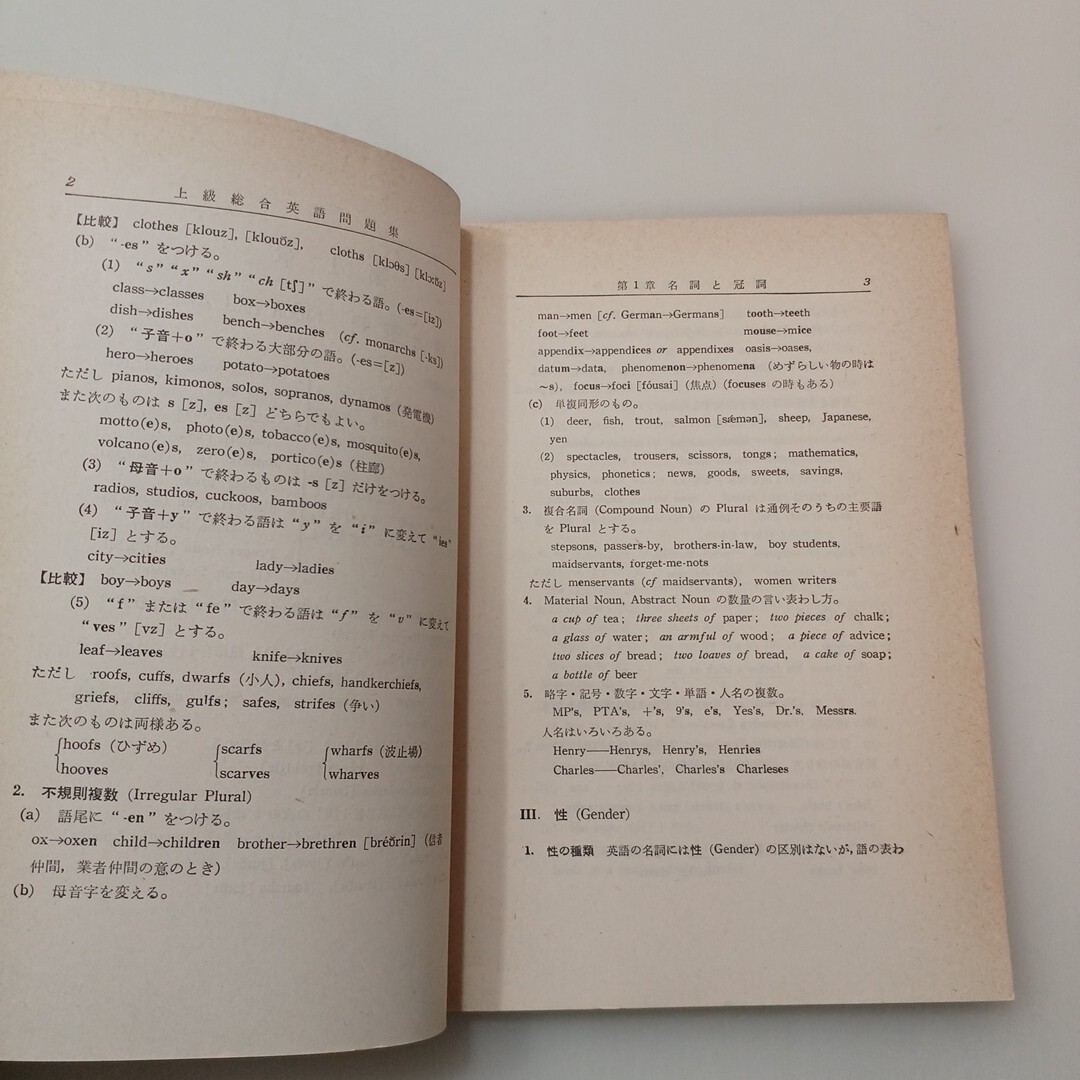 2
上級総合英語問題集
【比較】 clothes [klouz], [klouðz], cloths [klɔθs] [klɔːðz]
(b) “-es” をつける。
(1) “s” “x” “sh” “ch [tʃ]” で終わる語。(-es=[iz])
class→classes box→boxes
dish→dishes bench→benches (cf. monarchs [-ks])
(2) “子音＋o” で終わる大部分の語。(-es=[z])
hero→heroes potato→potatoes
ただし pianos, kimonos, solos, sopranos, dynamos (発電機)
また次のものは s [z], es [z] どちらでもよい。
motto(e)s, photo(e)s, tobacco(e)s, mosquito(e)s,
volcano(e)s, zero(e)s, portico(e)s (柱廊)
(3) “母音＋o” で終わるものは -s [z] だけをつける。
radios, studios, cuckoos, bamboos
(4) “子音＋y” で終わる語は “y” を “i” に変えて “ies”
[iz] とする。
city→cities lady→ladies
【比較】 boy→boys day→days
(5) “f” または “fe” で終わる語は “f” を “v” に変えて
“ves” [vz] とする。
leaf→leaves knife→knives
ただし roofs, cuffs, dwarfs (小人), chiefs, handkerchiefs,
griefs, cliffs, gulfs; safes, strifes (争い)
また次のものは両様ある。
hoofs (ひずめ) scarfs wharfs (波止場)
hooves scarves wharves
2. 不規則複数 (Irregular Plural)
(a) 語尾に “-en” をつける。
ox→oxen child→children brother→brethren [bréðrin] (信者
仲間, 業者仲間の意のとき)
(b) 母音字を変える。
第1章 名詞と冠詞 3
man→men [cf. German→Germans] tooth→teeth
foot→feet mouse→mice
appendix→appendices or appendixes oasis→oases,
datum→data, phenomenon→phenomena (めずらしい物の時は
～s), focus→foci [fóusai] (焦点) (focuses の時もある)
(c) 単複同形のもの。
(1) deer, fish, trout, salmon [sǽmən], sheep, Japanese,
yen
(2) spectacles, trousers, scissors, tongs; mathematics,
physics, phonetics; news, goods, sweets, savings,
suburbs, clothes
3. 複合名詞 (Compound Noun) の Plural は通例そのうちの主要語
を Plural とする。
stepsons, passers-by, brothers-in-law, boy students,
maidservants, forget-me-nots
ただし menservants (cf maidservants), women writers
4. Material Noun, Abstract Noun の数量の言い表わし方。
a cup of tea; three sheets of paper; two pieces of chalk;
a glass of water; an armful of wood; a piece of advice;
two slices of bread; two loaves of bread, a cake of soap;
a bottle of beer
5. 略字・記号・数字・文字・単語・人名の複数。
MP's, PTA's, +'s, 9's, e's, Yes's, Dr.'s, Messrs.
人名はいろいろある。
Henry——Henrys, Henry's, Henries
Charles——Charles', Charles's Charleses
III. 性 (Gender)
1. 性の種類 英語の名詞には性 (Gender) の区別はないが, 語の表わ